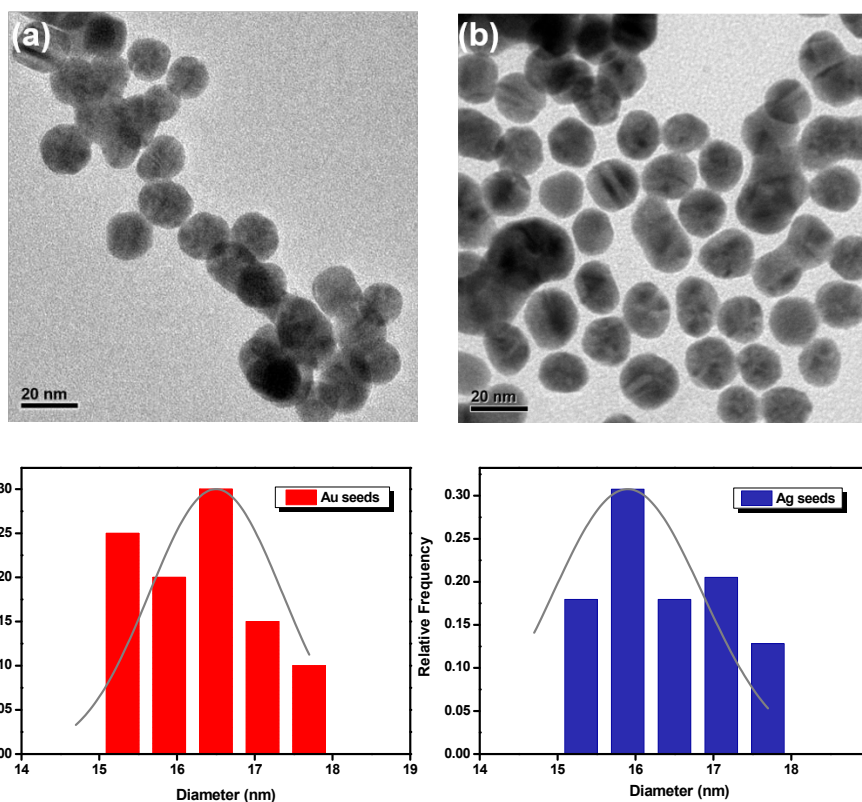 (a)
(b)
20 nm
20 nm
Au seeds
30
25
20
15
10
05
00
14 15 16 17 18 19
Diameter (nm)
Ag seeds
Relative Frequency
0.30
0.25
0.20
0.15
0.10
0.05
0.00
14 15 16 17 18
Diameter (nm)